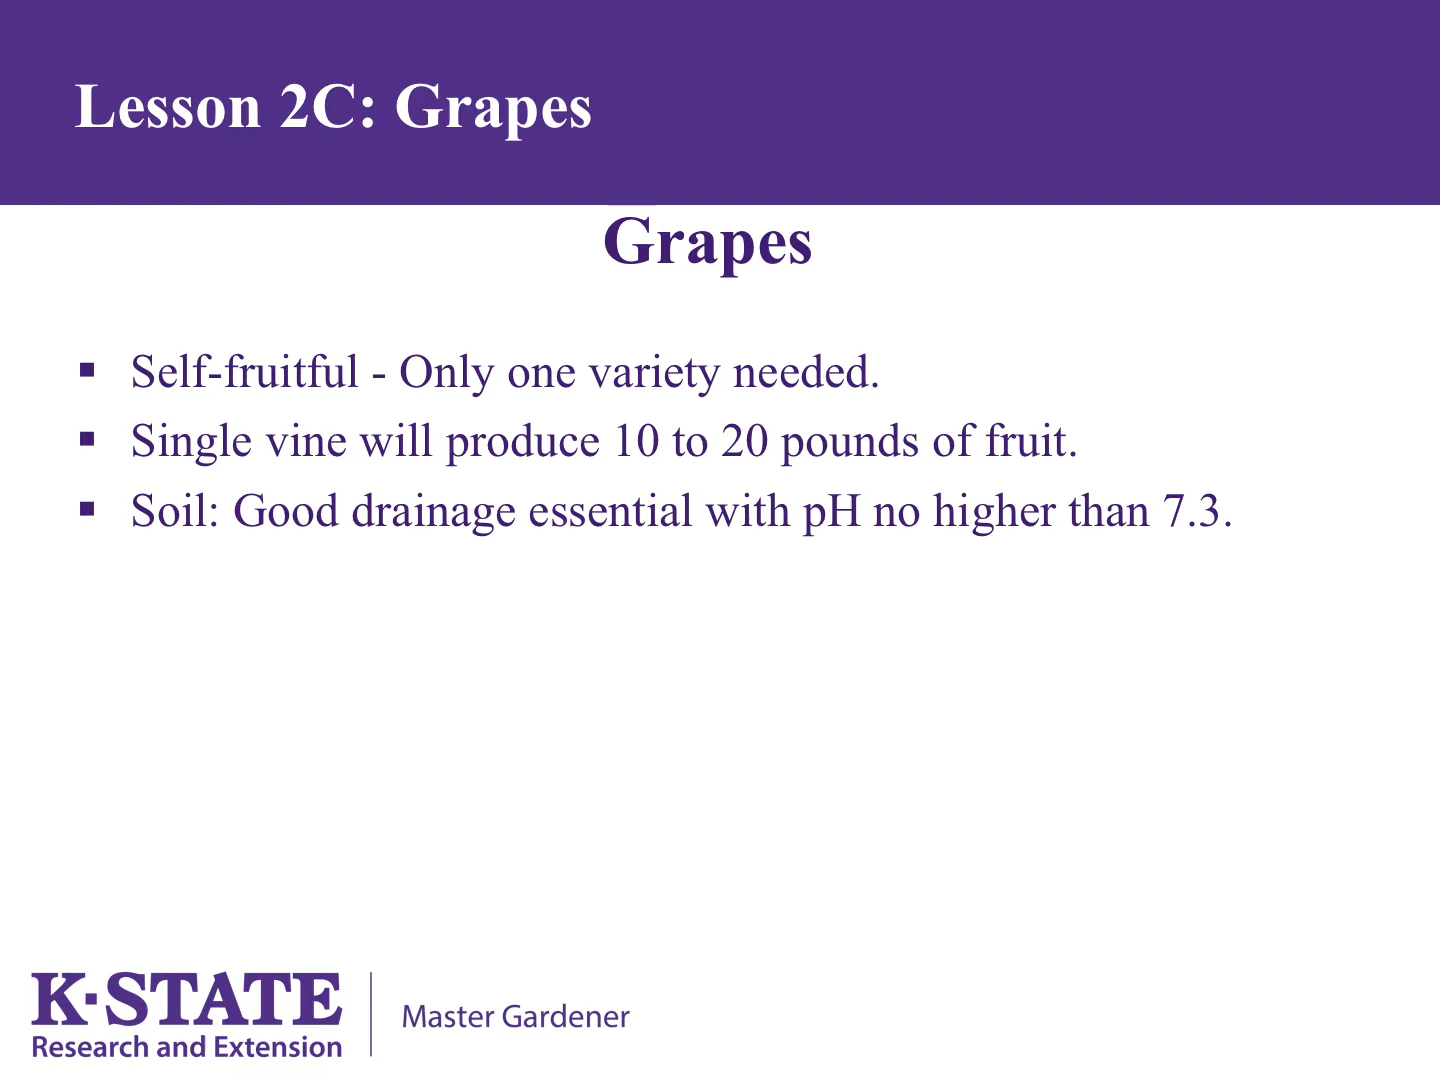 Lesson 2C: Grapes
Grapes
▪ Self-fruitful - Only one variety needed.
▪ Single vine will produce 10 to 20 pounds of fruit.
▪ Soil: Good drainage essential with pH no higher than 7.3.
K·STATE
Research and Extension
Master Gardener